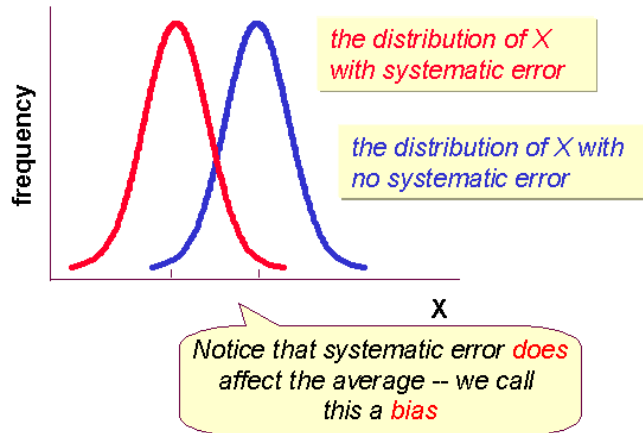 the distribution of X
with systematic error
the distribution of X with
no systematic error
frequency
X
Notice that systematic error does
affect the average -- we call
this a bias